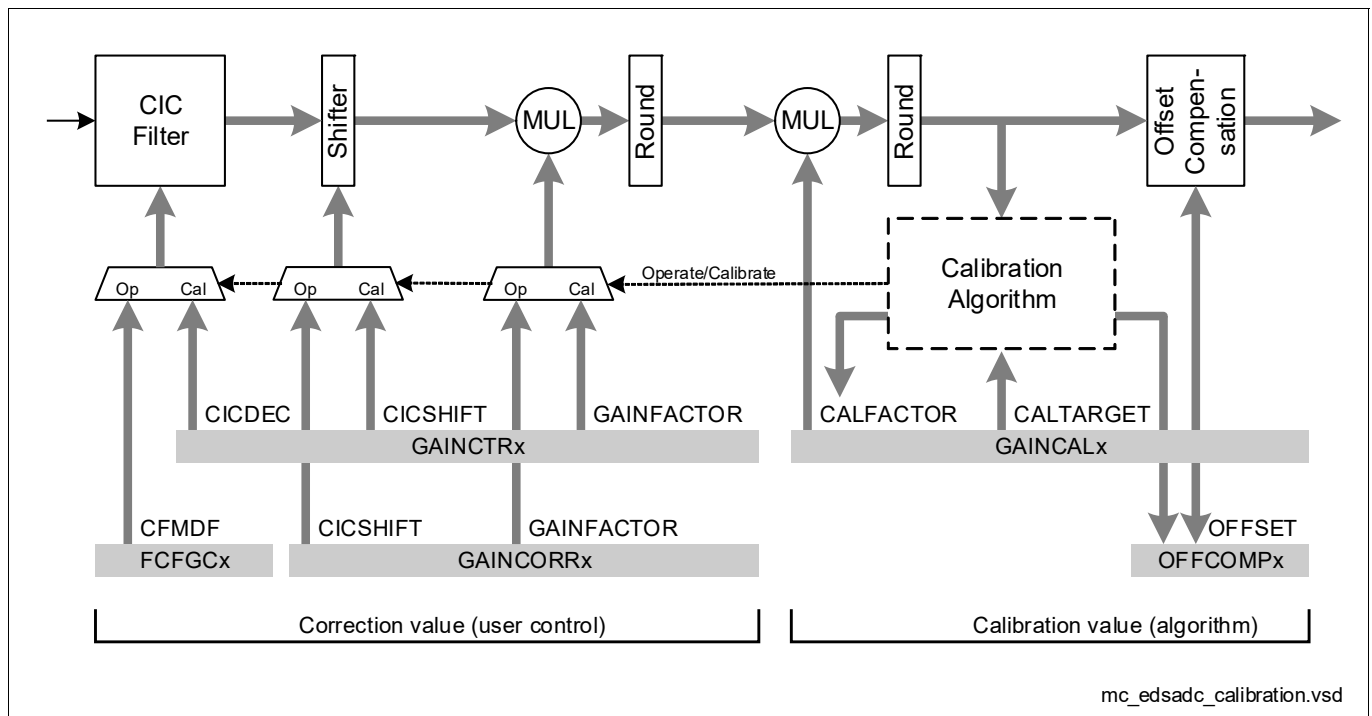 CIC
Filter
Shifter
MUL
Round
MUL
Round
Offset
Compen-
sation
Op Cal
Op Cal
Op Cal
Operate/Calibrate
Calibration
Algorithm
CICDEC
CICSHIFT
GAINFACTOR
CALFACTOR
CALTARGET
GAINCTRx
GAINCALx
CFMDF
CICSHIFT
GAINFACTOR
OFFSET
FCFGCx
GAINCORRx
OFFCOMPx
Correction value (user control)
Calibration value (algorithm)
mc_edsadc_calibration.vsd